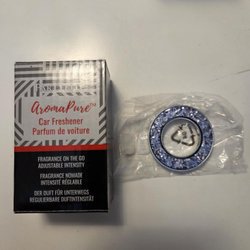 AromaPure™
Car Freshener
Parfum de voiture
FRAGRANCE ON THE GO
ADJUSTABLE INTENSITY
FRAGRANCE NOMADE
INTENSITÉ RÉGLABLE
DER DUFT FÜR UNTERWEGS
REGULIERBARE DUFTINTENSITÄT